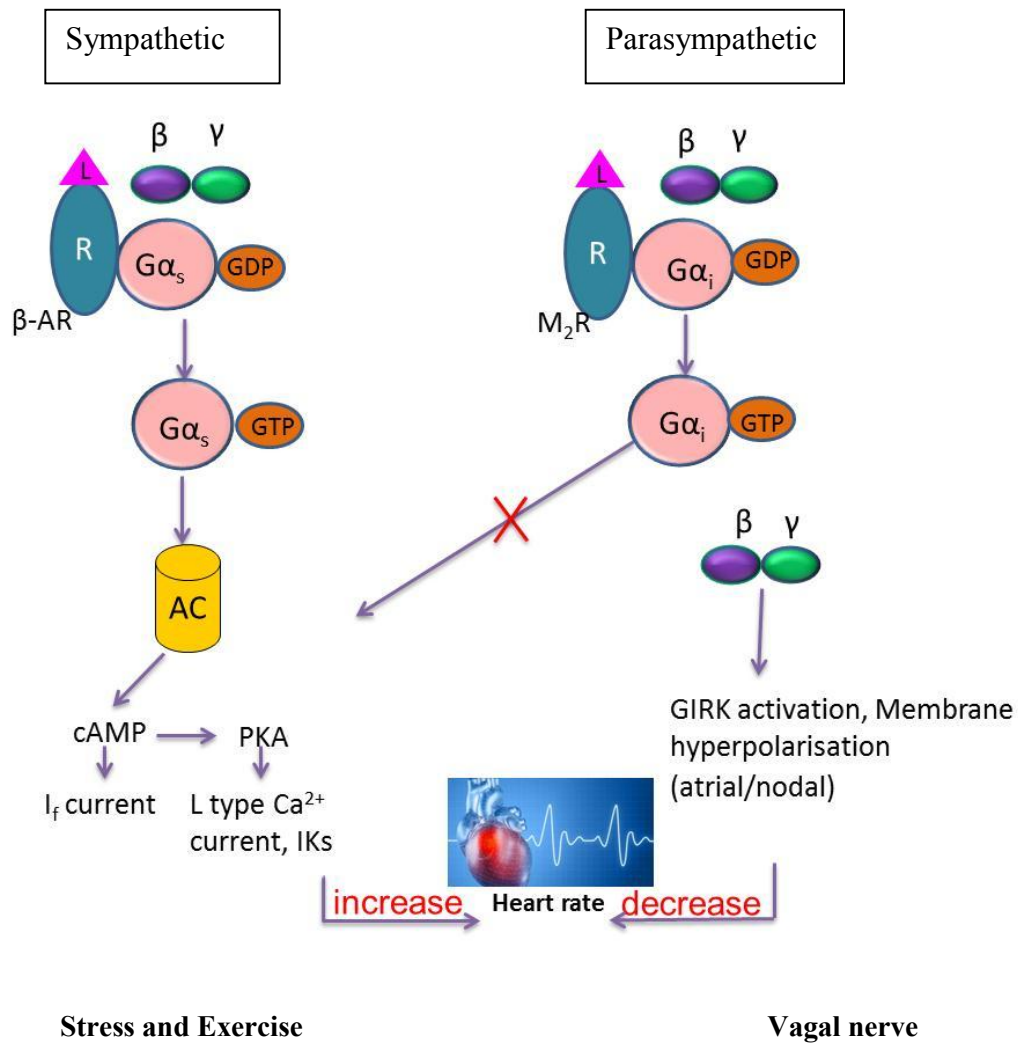 Sympathetic
Parasympathetic
β γ
L
R
Gαs
GDP
β-AR
β γ
L
R
Gαi
GDP
M₂R
Gαs
GTP
Gαi
GTP
AC
β γ
cAMP
PKA
If current
L type Ca²⁺
current, IKs
GIRK activation, Membrane
hyperpolarisation
(atrial/nodal)
increase
Heart rate
decrease
Stress and Exercise
Vagal nerve